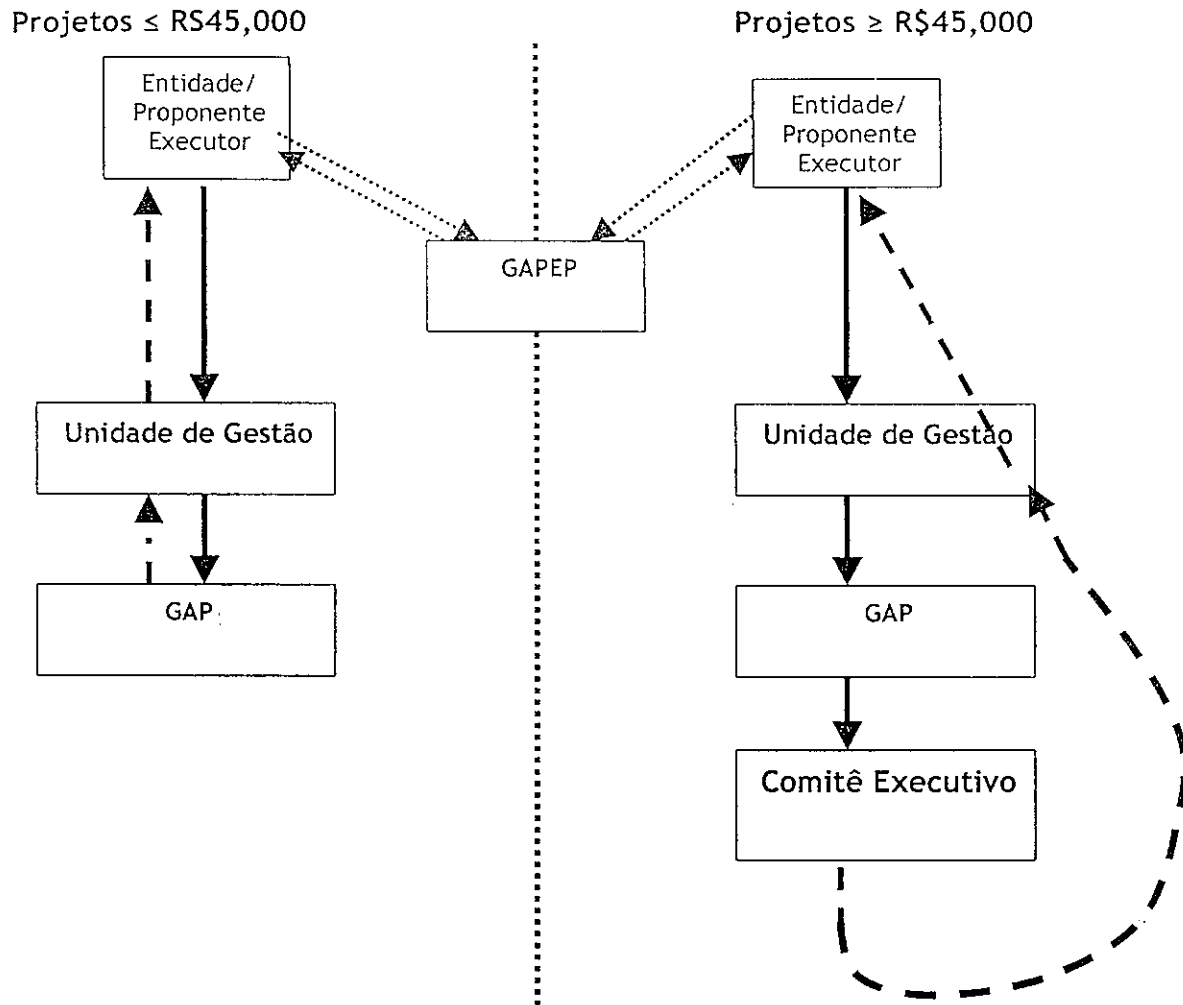 Projetos ≤ RS45,000
Projetos ≥ R$45,000
Entidade/
Proponente
Executor
Entidade/
Proponente
Executor
GAPEP
Unidade de Gestão
Unidade de Gestão
GAP
GAP
Comitê Executivo